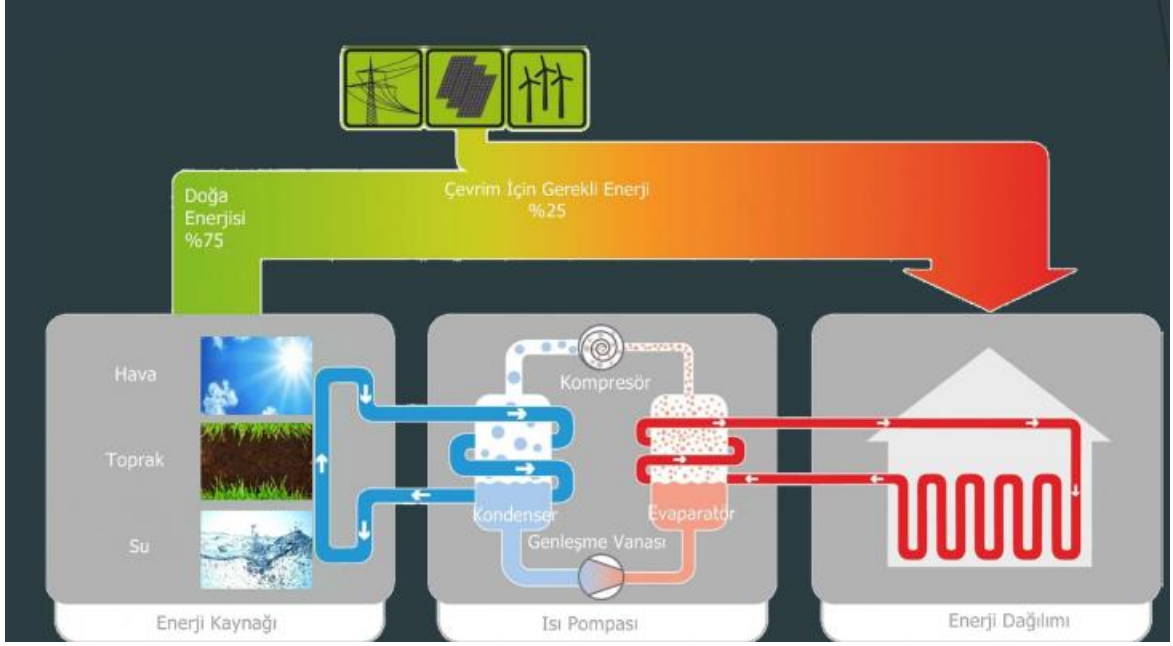 Doğa
Enerjisi
%75
Çevrim İçin Gerekli Enerji
%25
Hava
Toprak
Su
Enerji Kaynağı
Kompresör
Kondenser
Evaparatör
Genleşme Vanası
Isı Pompası
Enerji Dağılımı